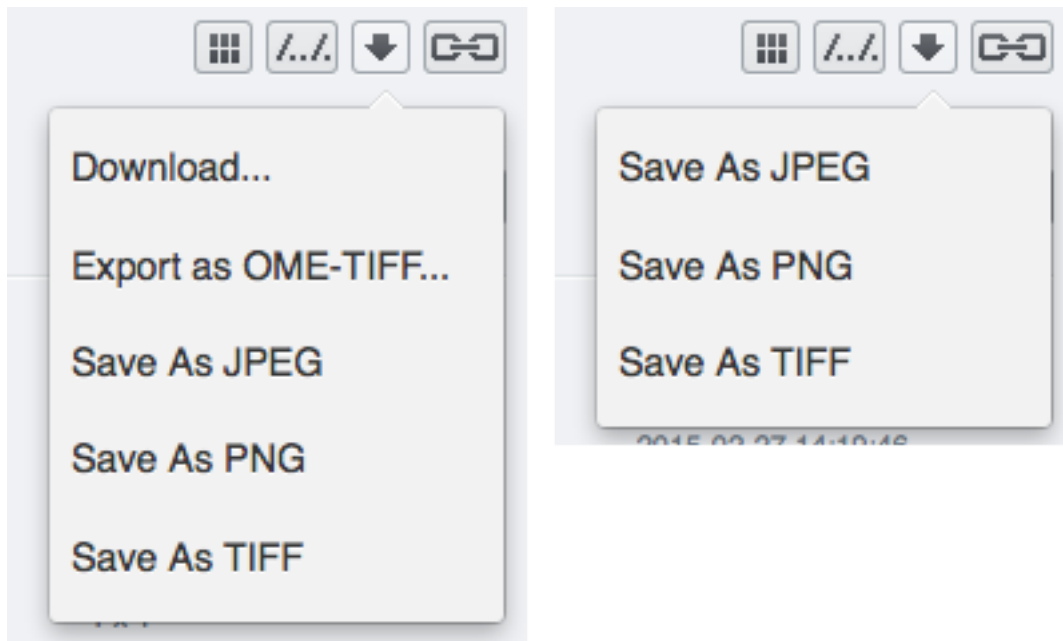 /../.
Download...
Export as OME-TIFF...
Save As JPEG
Save As PNG
Save As TIFF
/../.
Save As JPEG
Save As PNG
Save As TIFF